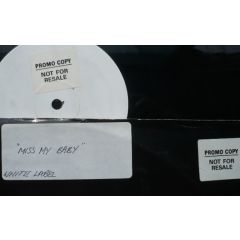 PROMO COPY
NOT FOR
RESALE
"MISS MY BABY"
WHITE LABEL
PROMO COPY
NOT FOR
RESALE